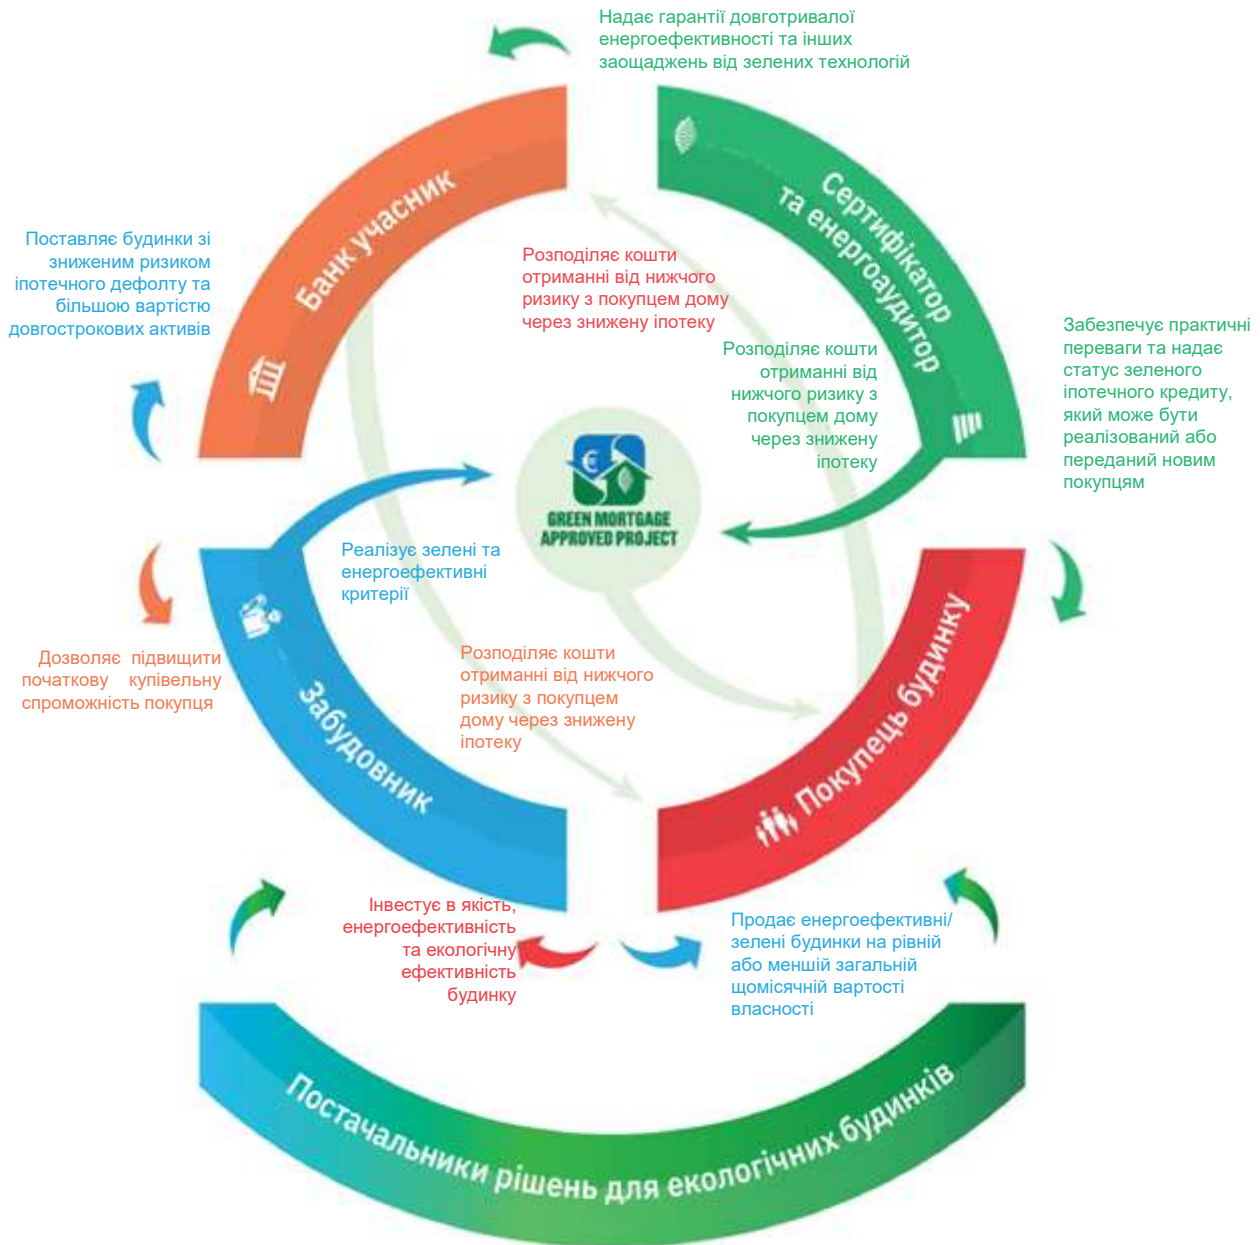 Надає гарантії довготривалої
енергоефективності та інших
заощаджень від зелених технологій
Банк учасник
Сертифікатор
та енергоаудитор
Поставляє будинки зі
зниженим ризиком
іпотечного дефолту та
більшою вартістю
довгострокових активів
Розподіляє кошти
отриманні від нижчого
ризику з покупцем дому
через знижену іпотеку
Розподіляє кошти
отриманні від
нижчого ризику з
покупцем дому
через знижену
іпотеку
Забезпечує практичні
переваги та надає
статус зеленого
іпотечного кредиту,
який може бути
реалізований або
переданий новим
покупцям
€
GREEN MORTGAGE
APPROVED PROJECT
Реалізує зелені та
енергоефективні
критерії
Дозволяє підвищити
початкову купівельну
спроможність покупця
Розподіляє кошти
отриманні від нижчого
ризику з покупцем
дому через знижену
іпотеку
Забудовник
Покупець будинку
Інвестує в якість,
енергоефективність
та екологічну
ефективність
будинку
Продає енергоефективні/
зелені будинки на рівній
або меншій загальній
щомісячній вартості
власності
Постачальники рішень для екологічних будинків